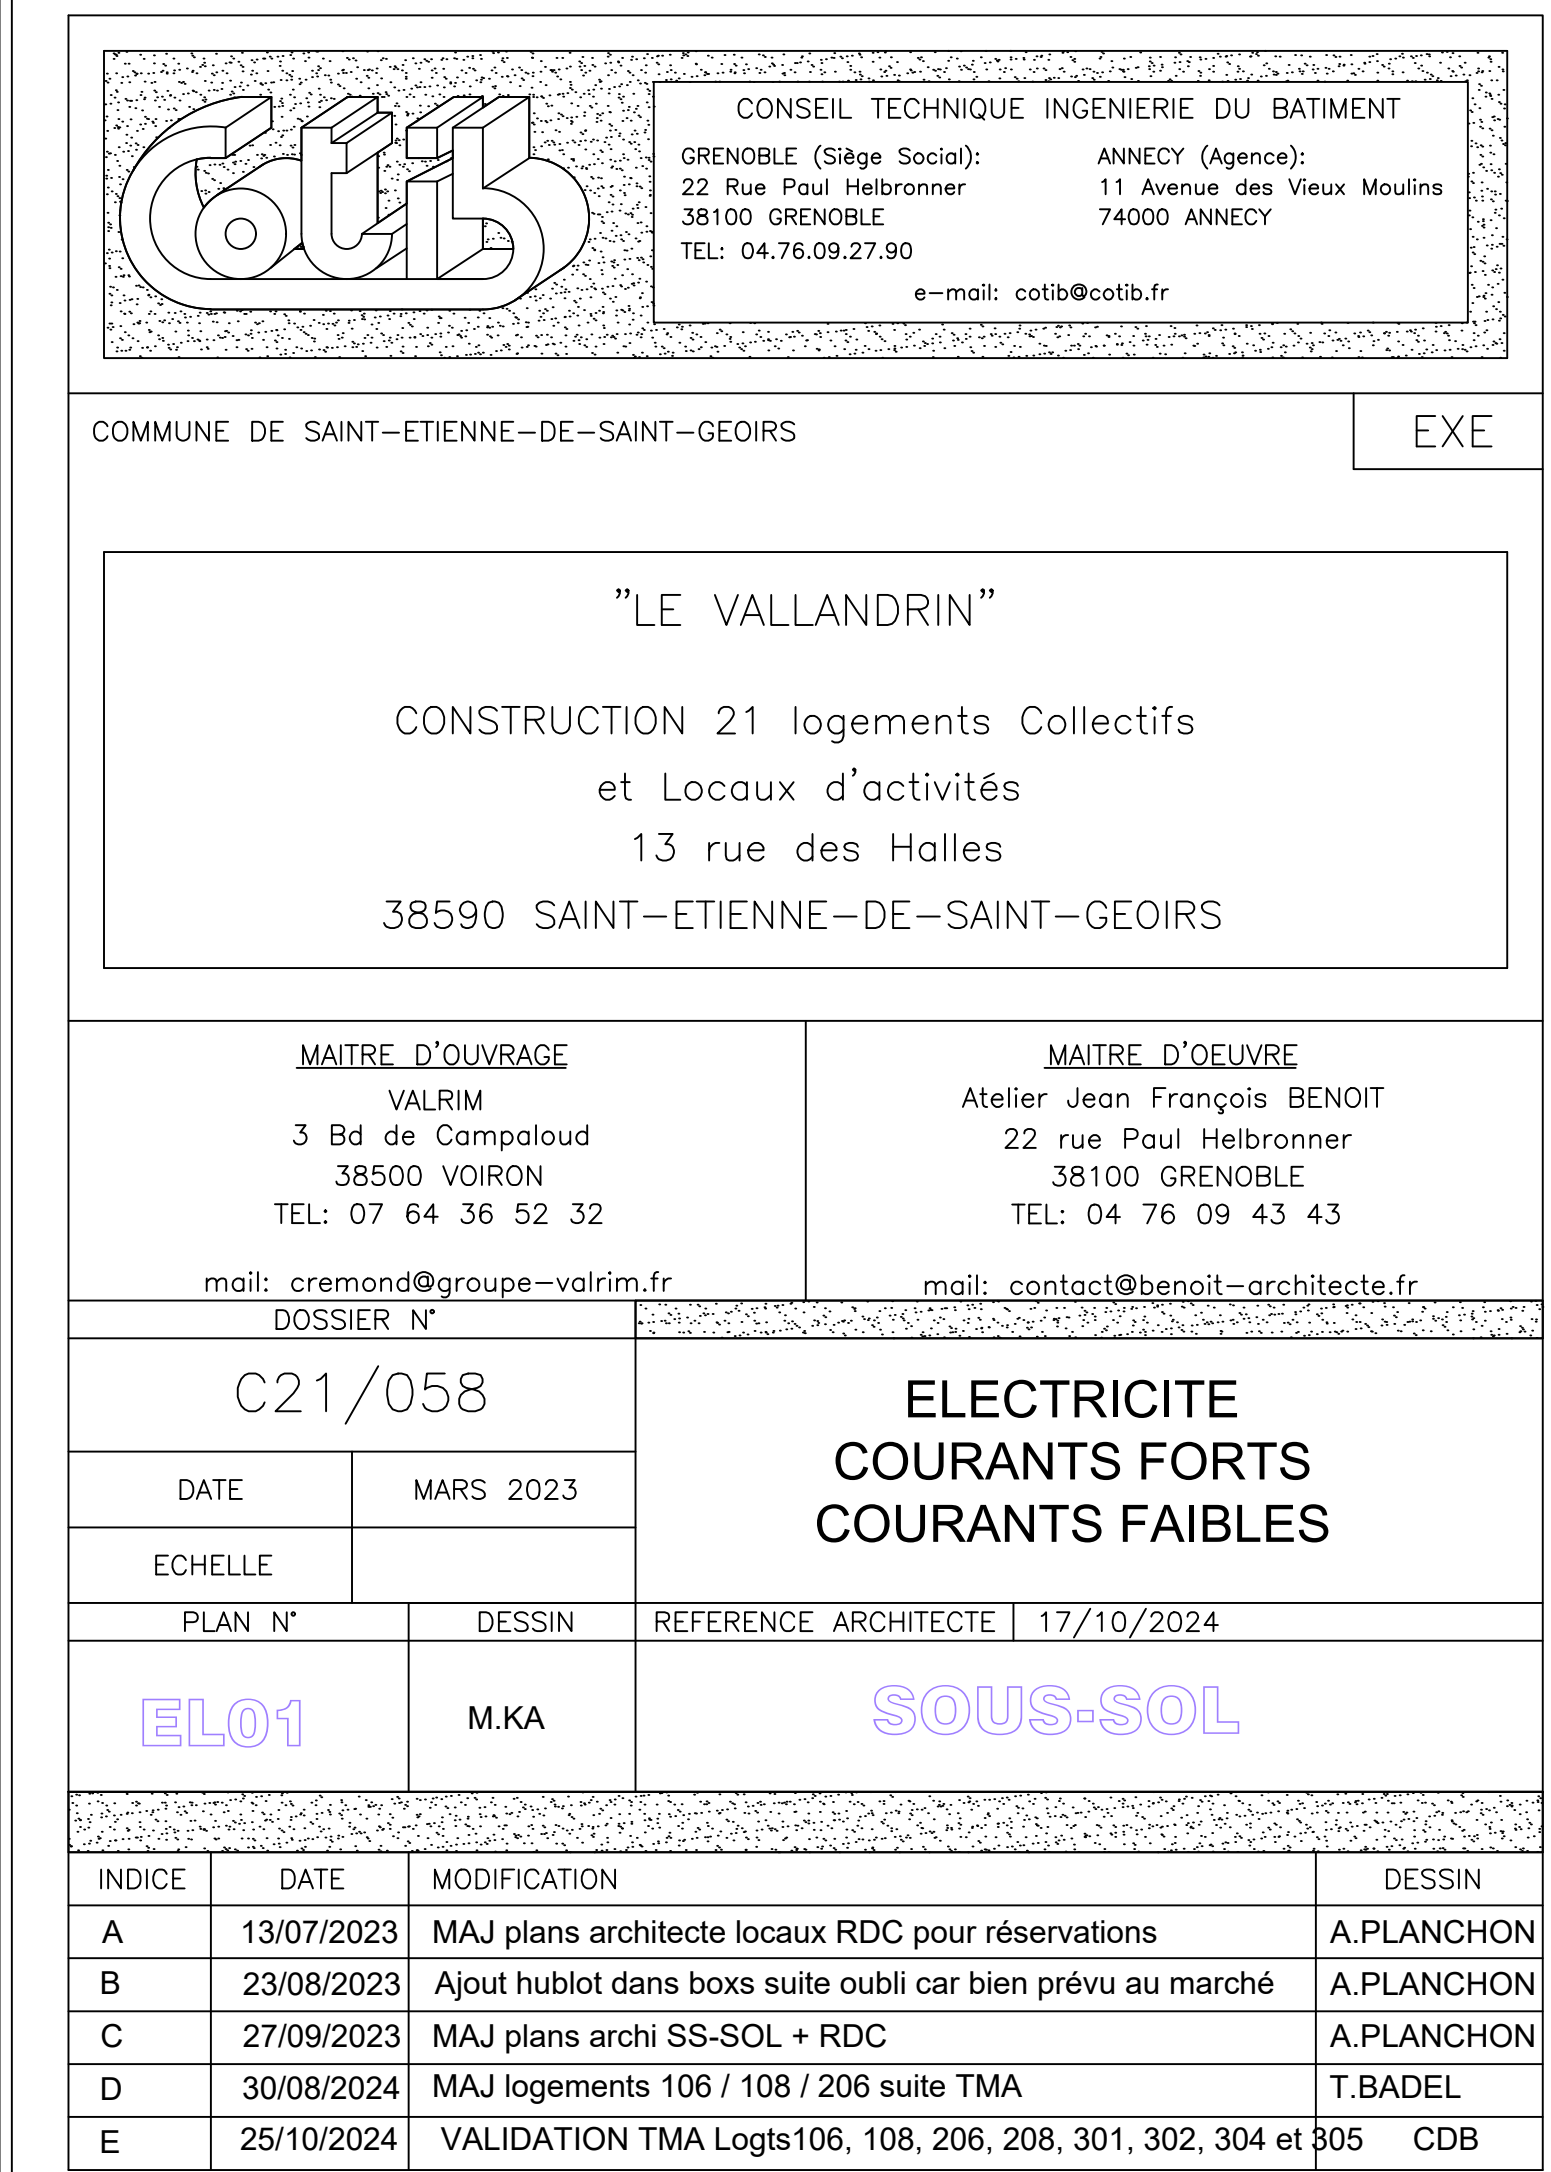 Cotib
CONSEIL TECHNIQUE INGENIERIE DU BATIMENT
GRENOBLE (Siège Social):
22 Rue Paul Helbronner
38100 GRENOBLE
TEL: 04.76.09.27.90
ANNECY (Agence):
11 Avenue des Vieux Moulins
74000 ANNECY
e-mail: cotib@cotib.fr
COMMUNE DE SAINT-ETIENNE-DE-SAINT-GEOIRS
EXE
"LE VALLANDRIN"
CONSTRUCTION 21 logements Collectifs
et Locaux d'activités
13 rue des Halles
38590 SAINT-ETIENNE-DE-SAINT-GEOIRS
MAITRE D'OUVRAGE
VALRIM
3 Bd de Campaloud
38500 VOIRON
TEL: 07 64 36 52 32
mail: cremond@groupe-valrim.fr
MAITRE D'OEUVRE
Atelier Jean François BENOIT
22 rue Paul Helbronner
38100 GRENOBLE
TEL: 04 76 09 43 43
mail: contact@benoit-architecte.fr
DOSSIER N°
C21/058
DATE MARS 2023
ECHELLE
ELECTRICITE
COURANTS FORTS
COURANTS FAIBLES
PLAN N° DESSIN REFERENCE ARCHITECTE 17/10/2024
EL01 M.KA SOUS-SOL
INDICE DATE MODIFICATION DESSIN
A 13/07/2023 MAJ plans architecte locaux RDC pour réservations A.PLANCHON
B 23/08/2023 Ajout hublot dans boxs suite oubli car bien prévu au marché A.PLANCHON
C 27/09/2023 MAJ plans archi SS-SOL + RDC A.PLANCHON
D 30/08/2024 MAJ logements 106 / 108 / 206 suite TMA T.BADEL
E 25/10/2024 VALIDATION TMA Logts106, 108, 206, 208, 301, 302, 304 et 305 CDB